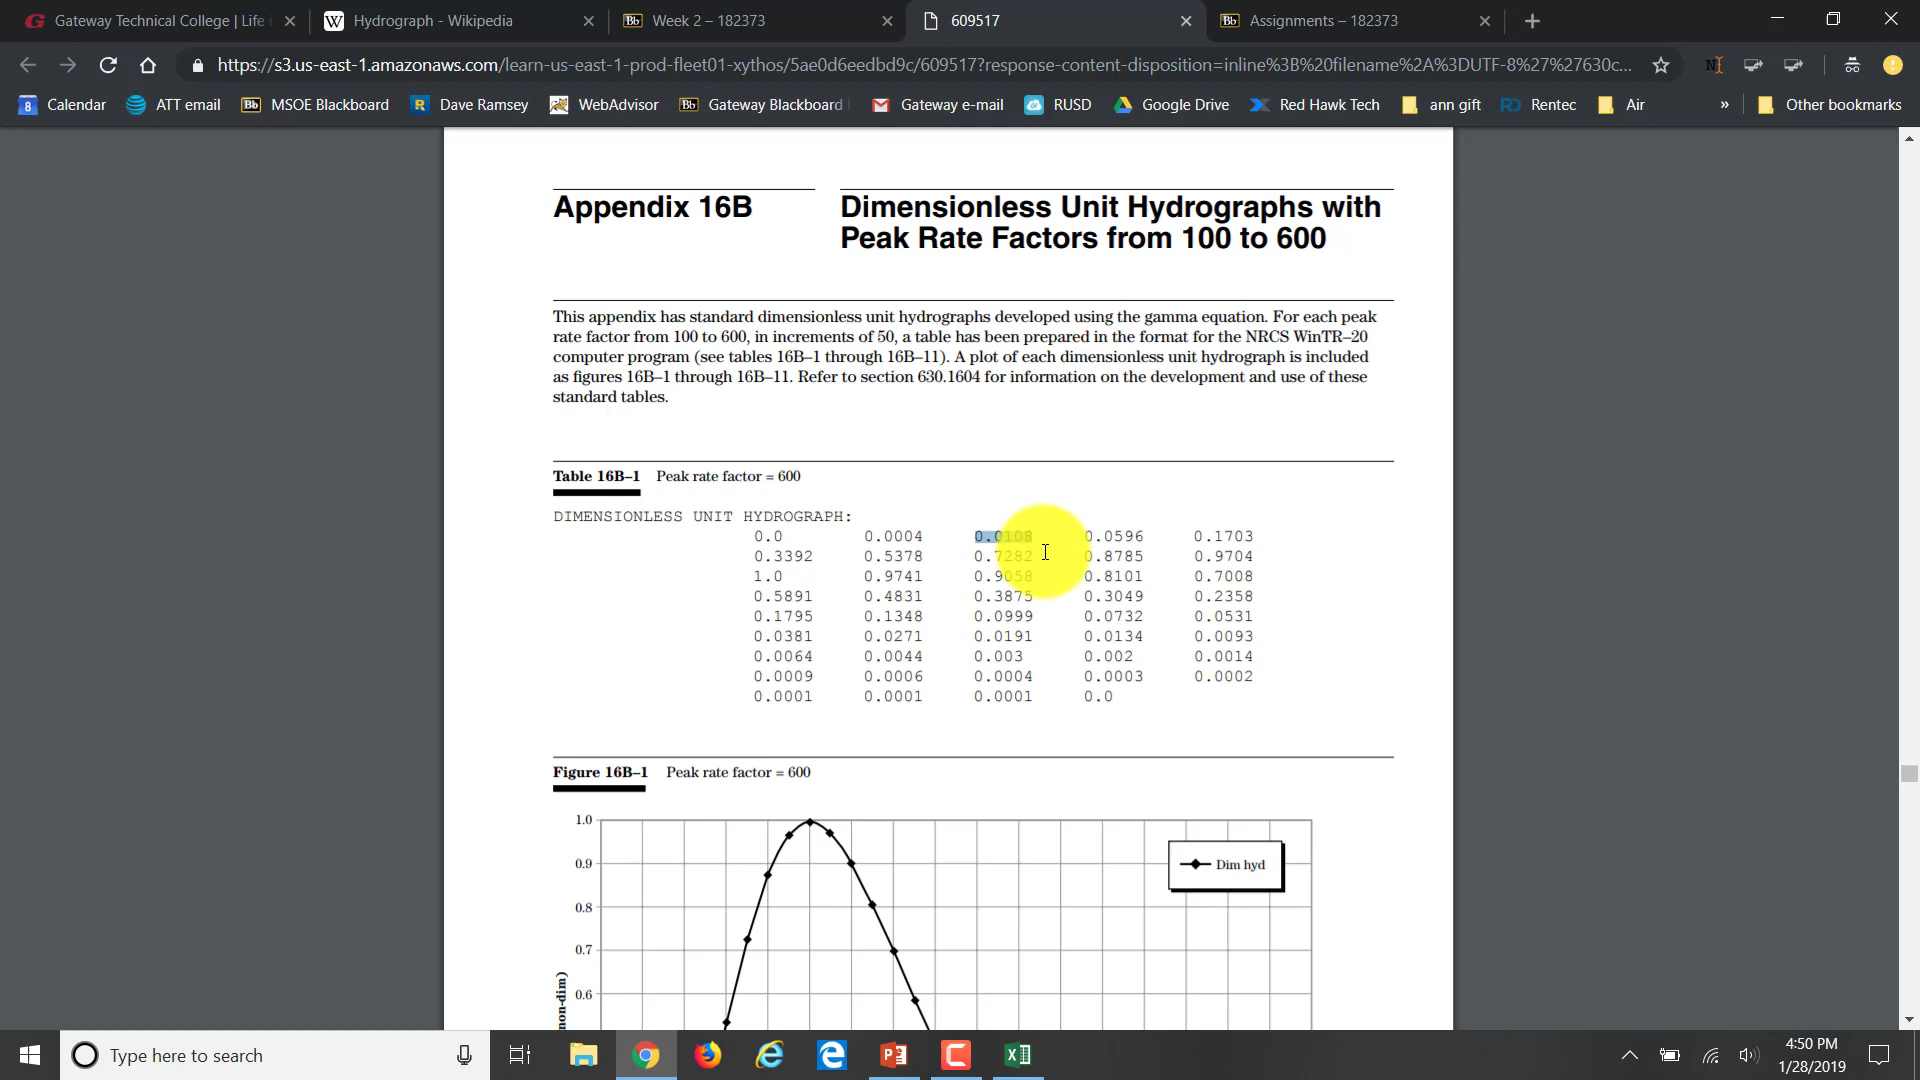 Gateway Technical College | Life i
Hydrograph - Wikipedia
Week 2 – 182373
609517
Assignments – 182373
https://s3.us-east-1.amazonaws.com/learn-us-east-1-prod-fleet01-xythos/5ae0d6eedbd9c/609517?response-content-disposition=inline%3B%20filename%2A%3DUTF-8%27%27630c...
Calendar ATT email MSOE Blackboard Dave Ramsey WebAdvisor Gateway Blackboard Gateway e-mail RUSD Google Drive Red Hawk Tech ann gift Rentec Air » Other bookmarks
Appendix 16B
Dimensionless Unit Hydrographs with
Peak Rate Factors from 100 to 600
This appendix has standard dimensionless unit hydrographs developed using the gamma equation. For each peak
rate factor from 100 to 600, in increments of 50, a table has been prepared in the format for the NRCS WinTR–20
computer program (see tables 16B–1 through 16B–11). A plot of each dimensionless unit hydrograph is included
as figures 16B–1 through 16B–11. Refer to section 630.1604 for information on the development and use of these
standard tables.
Table 16B–1 Peak rate factor = 600
DIMENSIONLESS UNIT HYDROGRAPH:
0.0 0.0004 0.0108 0.0596 0.1703
0.3392 0.5378 0.7282 0.8785 0.9704
1.0 0.9741 0.9058 0.8101 0.7008
0.5891 0.4831 0.3875 0.3049 0.2358
0.1795 0.1348 0.0999 0.0732 0.0531
0.0381 0.0271 0.0191 0.0134 0.0093
0.0064 0.0044 0.003 0.002 0.0014
0.0009 0.0006 0.0004 0.0003 0.0002
0.0001 0.0001 0.0001 0.0
Figure 16B–1 Peak rate factor = 600
1.0
0.9
0.8
0.7
0.6
non-dim)
Dim hyd
Type here to search
4:50 PM
1/28/2019